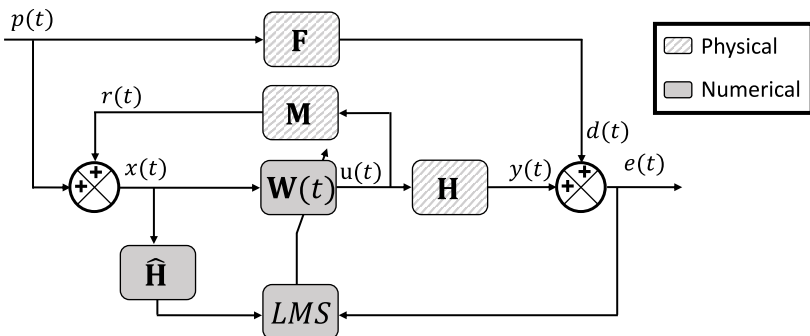 p(t)
F
Physical
Numerical
r(t)
M
d(t)
x(t)
W(t)
u(t)
H
y(t)
e(t)
Ĥ
LMS